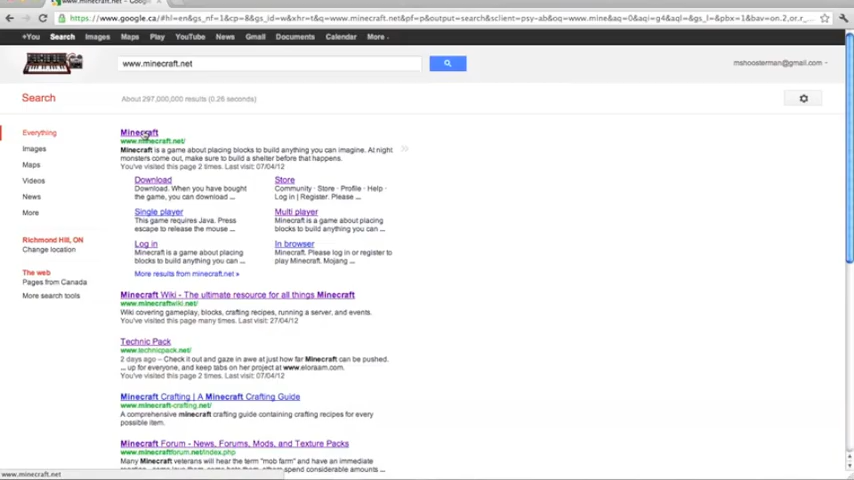 www.minecraft.net - Googl
https://www.google.ca/#hl=en&gs_nf=1&cp=8&gs_id=w&xhr=t&q=www.minecraft.net&pf=p&output=search&sclient=psy-ab&oq=www.mine&aq=0&aqi=g4&aql=&gs_l=&pbx=1&bav=on.2,or.r_
+You Search Images Maps Play YouTube News Gmail Documents Calendar More
www.minecraft.net
mshoosterman@gmail.com
Search
About 297,000,000 results (0.26 seconds)
Everything
Images
Maps
Videos
News
More
Richmond Hill, ON
Change location
The web
Pages from Canada
More search tools
Minecraft
www.minecraft.net/
Minecraft is a game about placing blocks to build anything you can imagine. At night
monsters come out, make sure to build a shelter before that happens.
You've visited this page 2 times. Last visit: 07/04/12
Download
Download. When you have bought
the game, you can download ...
Store
Community · Store · Profile · Help ·
Log in | Register. Please ...
Single player
This game requires Java. Press
escape to release the mouse ...
Multi player
Minecraft is a game about placing
blocks to build anything you ...
Log in
Minecraft is a game about placing
blocks to build anything you ...
In browser
Minecraft. Please log in or register to
play Minecraft. Mojang ...
More results from minecraft.net »
Minecraft Wiki - The ultimate resource for all things Minecraft
www.minecraftwiki.net/
Wiki covering gameplay, blocks, crafting recipes, running a server, and events.
You've visited this page many times. Last visit: 27/04/12
Technic Pack
www.technicpack.net/
2 days ago – Check it out and gaze in awe at just how far Minecraft can be pushed.
... up for everyone, and keep tabs on her project at www.eloraam.com.
You've visited this page 2 times. Last visit: 07/04/12
Minecraft Crafting | A Minecraft Crafting Guide
www.minecraft-crafting.net/
A comprehensive minecraft crafting guide containing crafting recipes for every
possible item.
Minecraft Forum - News, Forums, Mods, and Texture Packs
www.minecraftforum.net/index.php
Many Minecraft veterans will hear the term "mob farm" and have an immediate
www.minecraft.net